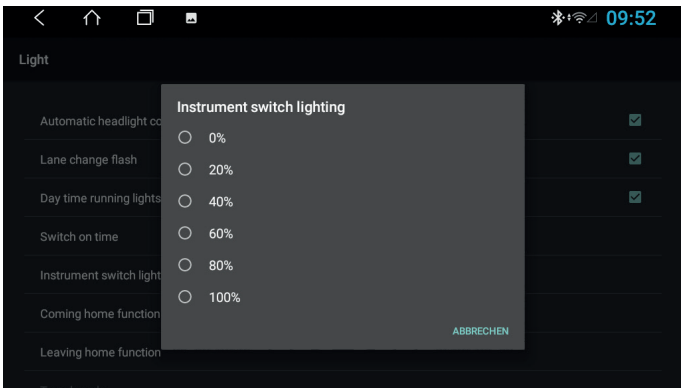 09:52
Light
Instrument switch lighting
Automatic headlight co
0%
Lane change flash
20%
Day time running lights
40%
Switch on time
60%
Instrument switch light
80%
Coming home function
100%
ABBRECHEN
Leaving home function